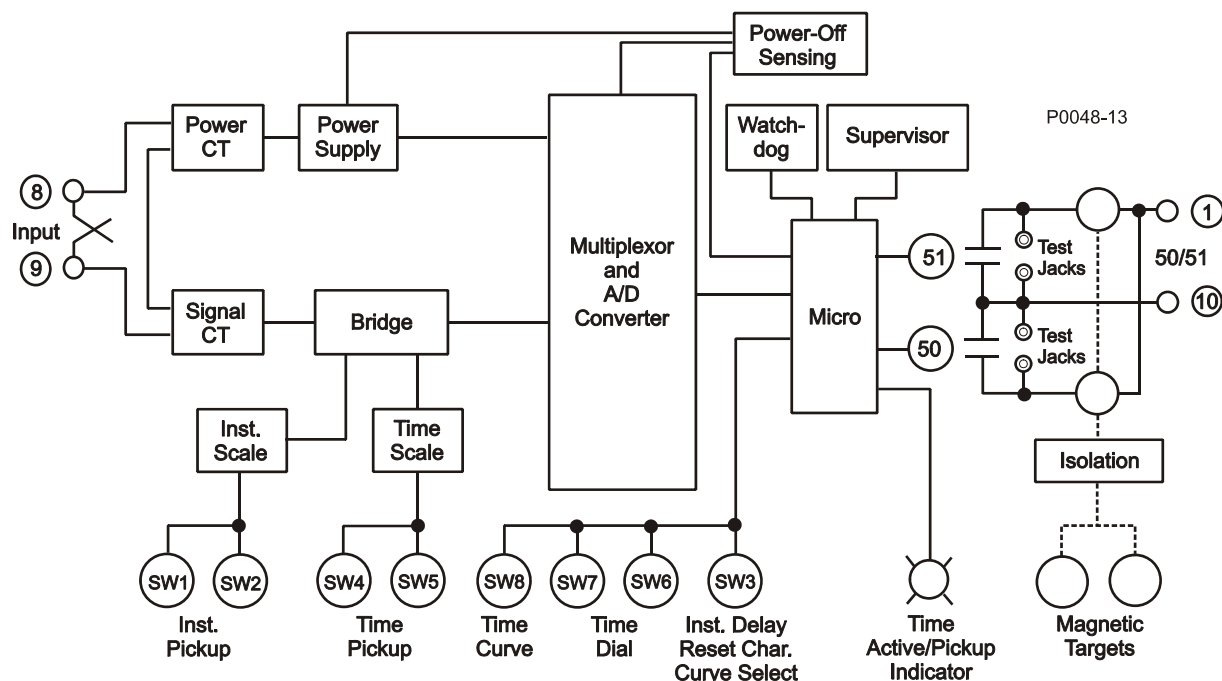 Power-Off
Sensing
Power
CT
Power
Supply
Watch-
dog
Supervisor
P0048-13
8
Input
9
1
50/51
10
Multiplexor
and
A/D
Converter
51
Test
Jacks
Signal
CT
Bridge
Micro
50
Test
Jacks
Inst.
Scale
Time
Scale
Isolation
SW1
SW2
SW4
SW5
SW8
SW7
SW6
SW3
Inst.
Pickup
Time
Pickup
Time
Curve
Time
Dial
Inst. Delay
Reset Char.
Curve Select
Time
Active/Pickup
Indicator
Magnetic
Targets